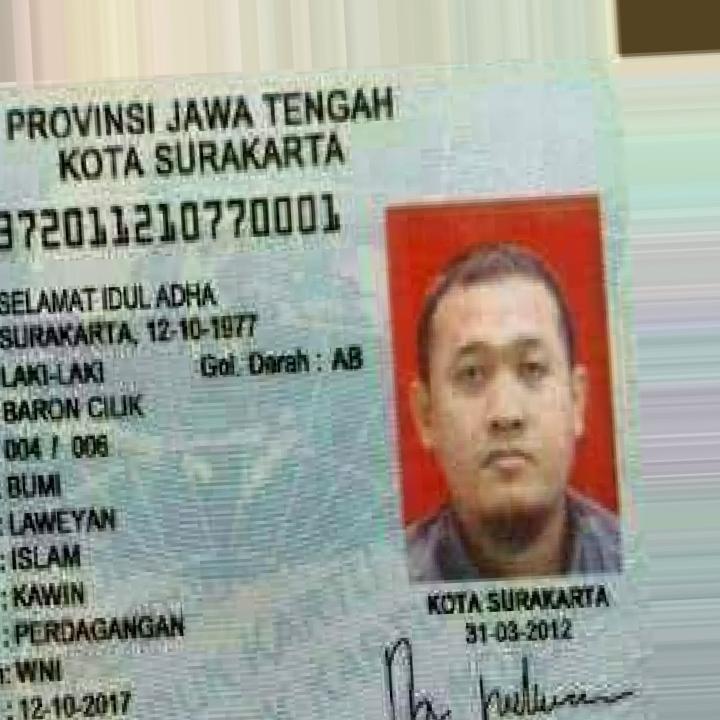 PROVINSI JAWA TENGAH
KOTA SURAKARTA
372011210770001
SELAMAT IDUL ADHA
SURAKARTA, 12-10-1977
LAKI-LAKI Gol. Darah : AB
BARON CILIK
004 / 006
BUMI
: LAWEYAN
: ISLAM
: KAWIN
: PERDAGANGAN
: WNI
: 12-10-2017
KOTA SURAKARTA
31-03-2012